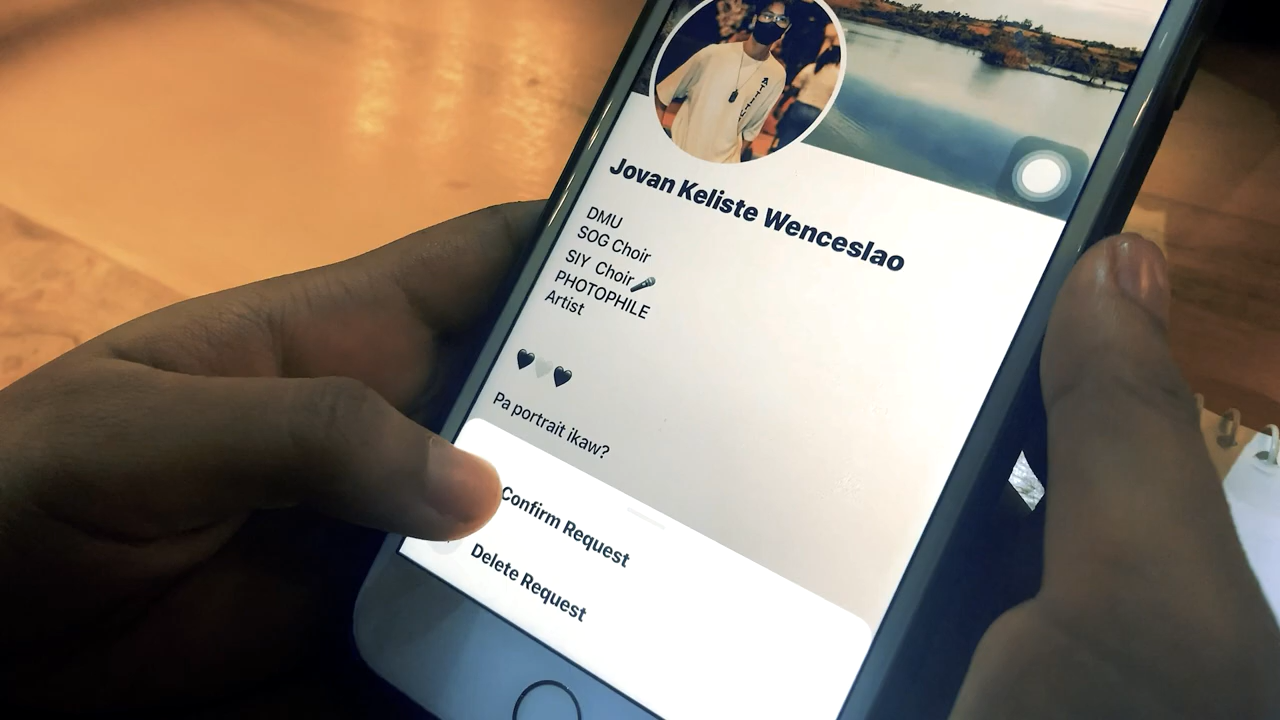 Jovan Keliste Wenceslao
DMU
SOG Choir
SIY Choir🎤
PHOTOPHILE
Artist
🖤🤍🖤
Pa portrait ikaw?
Confirm Request
Delete Request